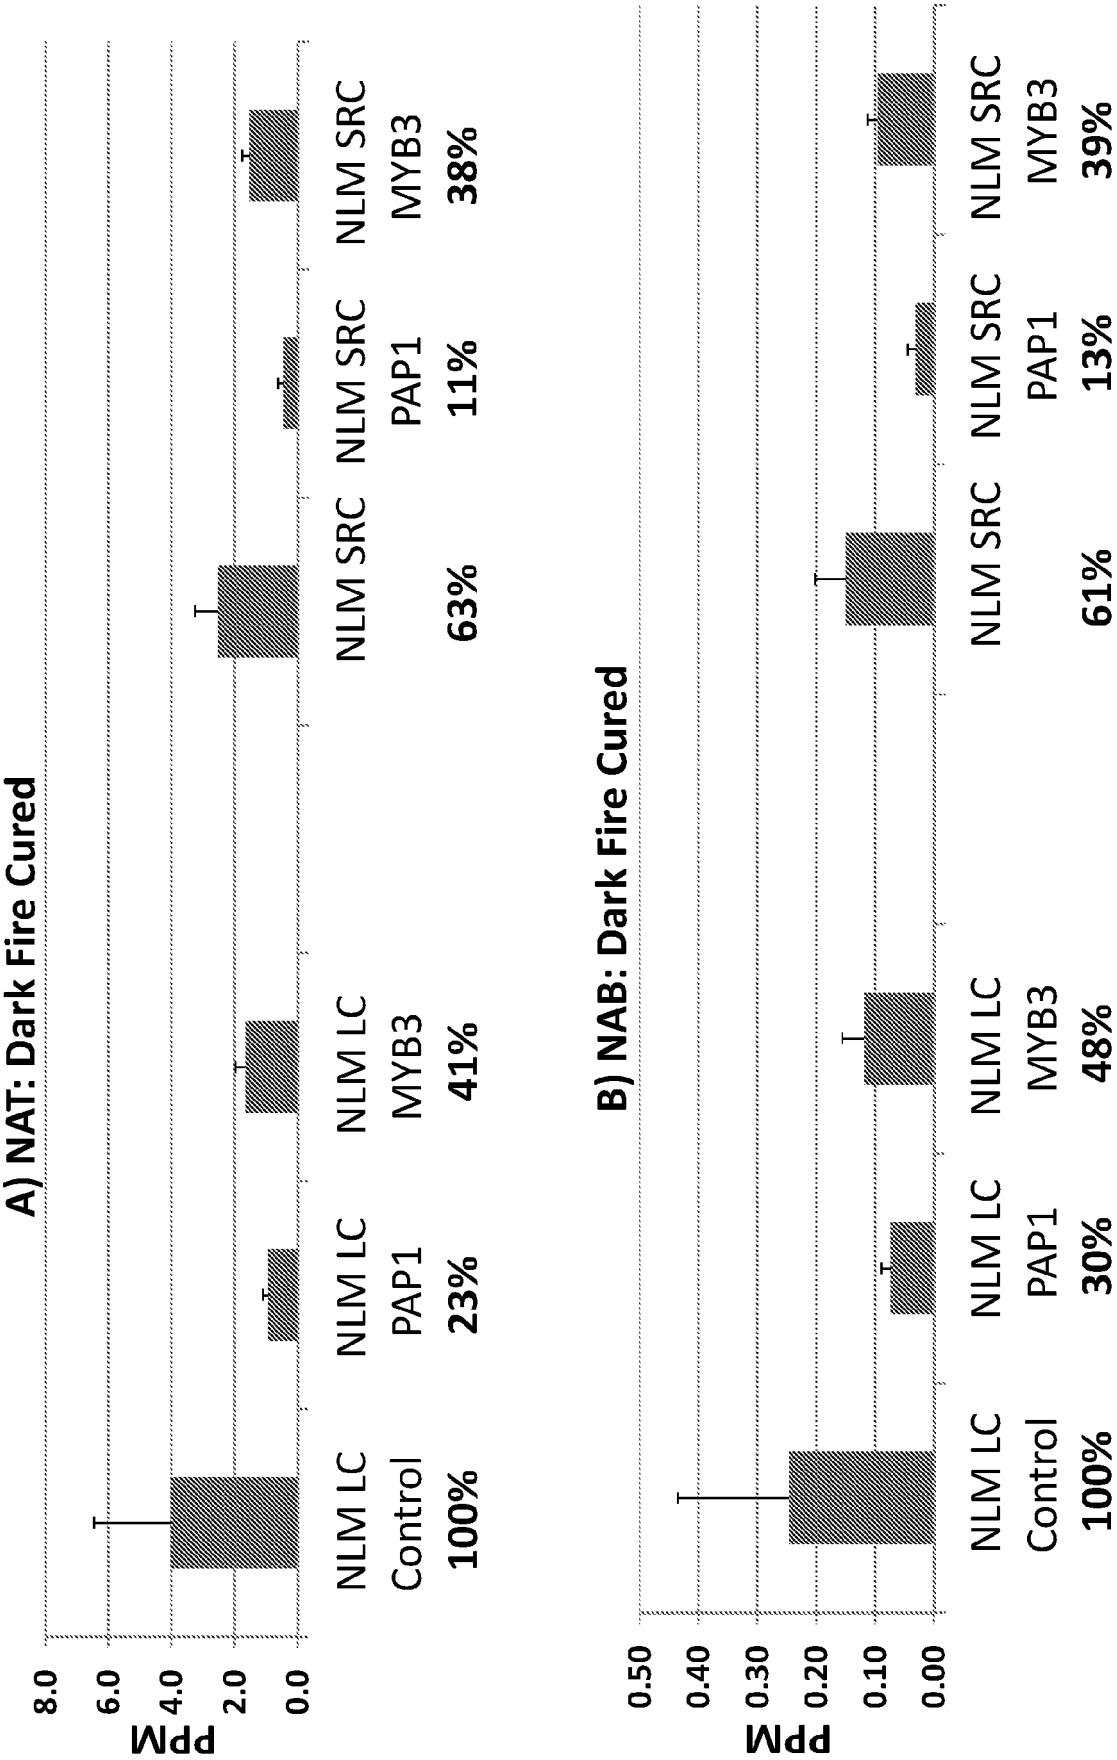 A) NAT: Dark Fire Cured
PPM
8.0
6.0
4.0
2.0
0.0
NLM LC NLM LC NLM LC NLM SRC NLM SRC NLM SRC
Control PAP1 MYB3 PAP1 MYB3
100% 23% 41% 63% 11% 38%
B) NAB: Dark Fire Cured
PPM
0.50
0.40
0.30
0.20
0.10
0.00
NLM LC NLM LC NLM LC NLM SRC NLM SRC NLM SRC
Control PAP1 MYB3 PAP1 MYB3
100% 30% 48% 61% 13% 39%